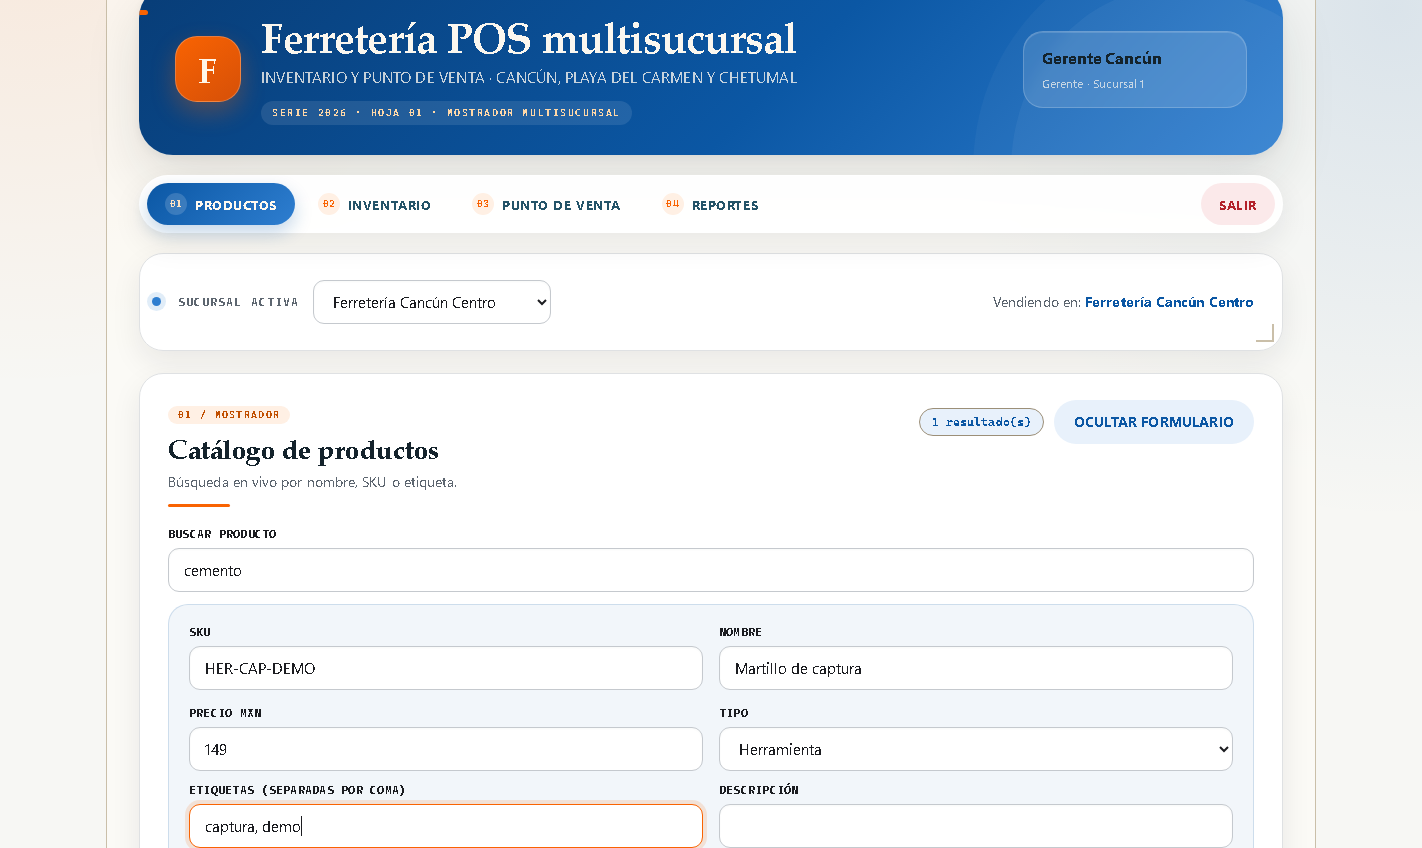 F
Ferretería POS multisucursal
INVENTARIO Y PUNTO DE VENTA · CANCÚN, PLAYA DEL CARMEN Y CHETUMAL
SERIE 2026 · HOJA 01 · MOSTRADOR MULTISUCURSAL
Gerente Cancún
Gerente · Sucursal 1
01 PRODUCTOS
02 INVENTARIO
03 PUNTO DE VENTA
04 REPORTES
SALIR
SUCURSAL ACTIVA
Ferretería Cancún Centro
Vendiendo en: Ferretería Cancún Centro
01 / MOSTRADOR
Catálogo de productos
Búsqueda en vivo por nombre, SKU o etiqueta.
1 resultado(s)
OCULTAR FORMULARIO
BUSCAR PRODUCTO
cemento
SKU
HER-CAP-DEMO
NOMBRE
Martillo de captura
PRECIO MXN
149
TIPO
Herramienta
ETIQUETAS (SEPARADAS POR COMA)
captura, demo
DESCRIPCIÓN